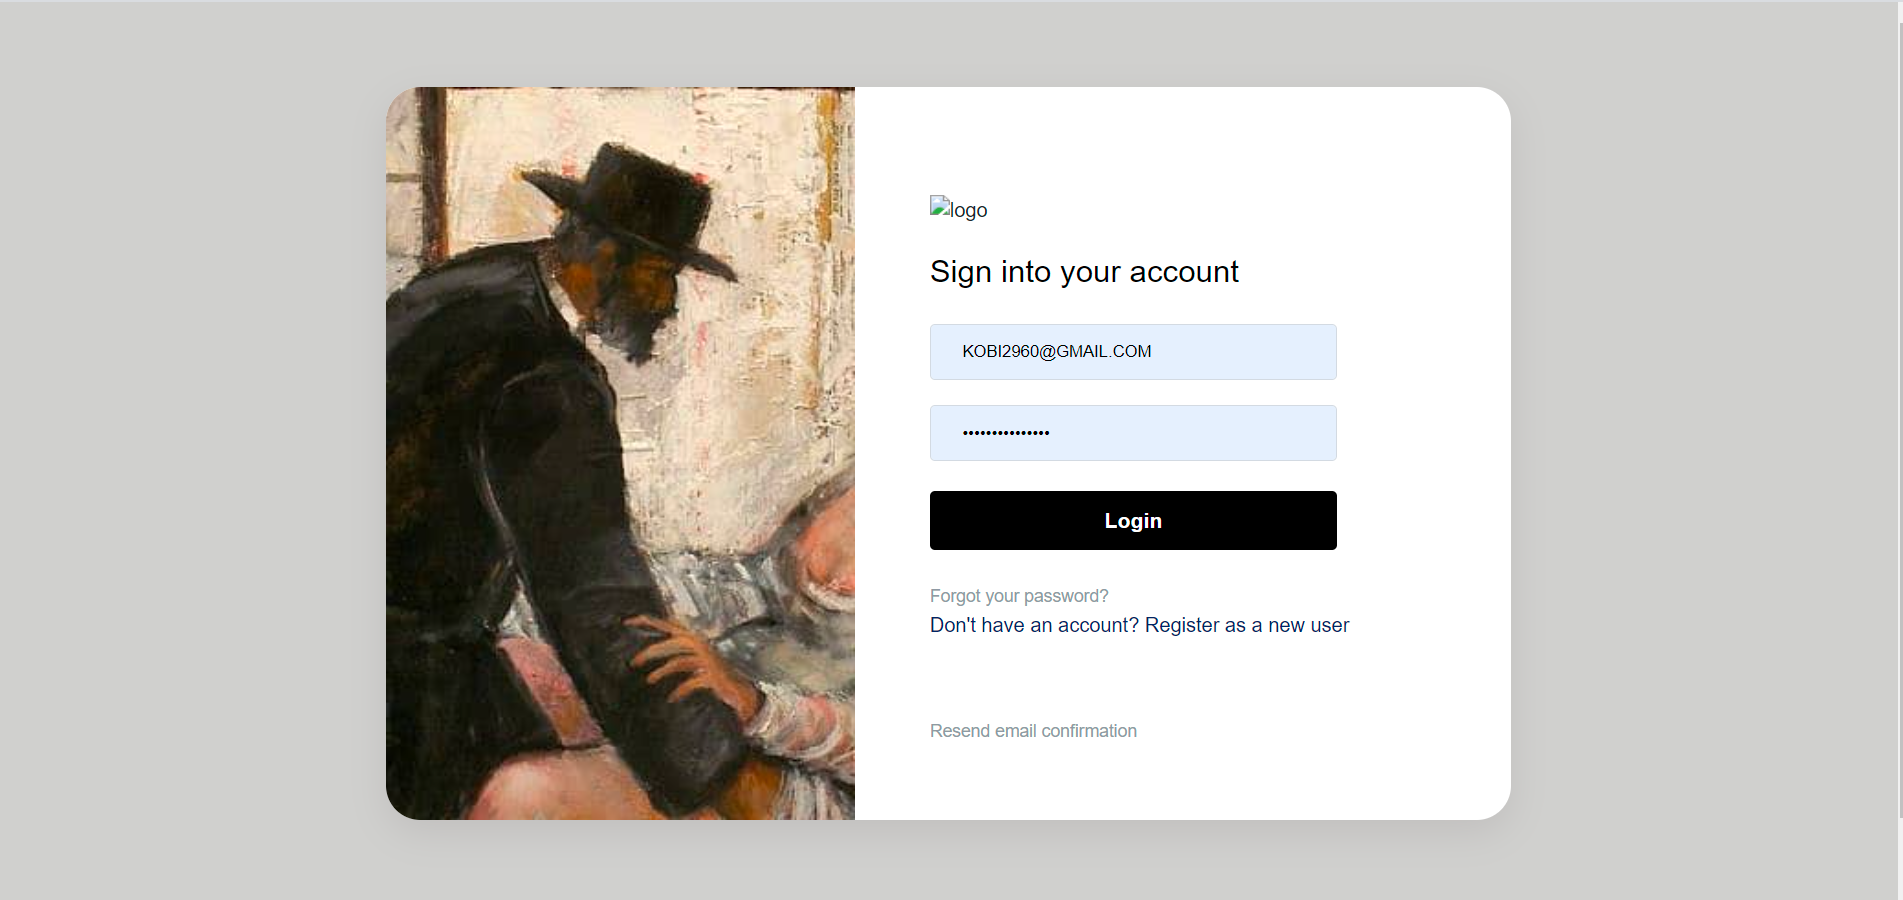 logo
Sign into your account
KOBI2960@GMAIL.COM
•••••••••••••••
Login
Forgot your password?
Don't have an account? Register as a new user
Resend email confirmation